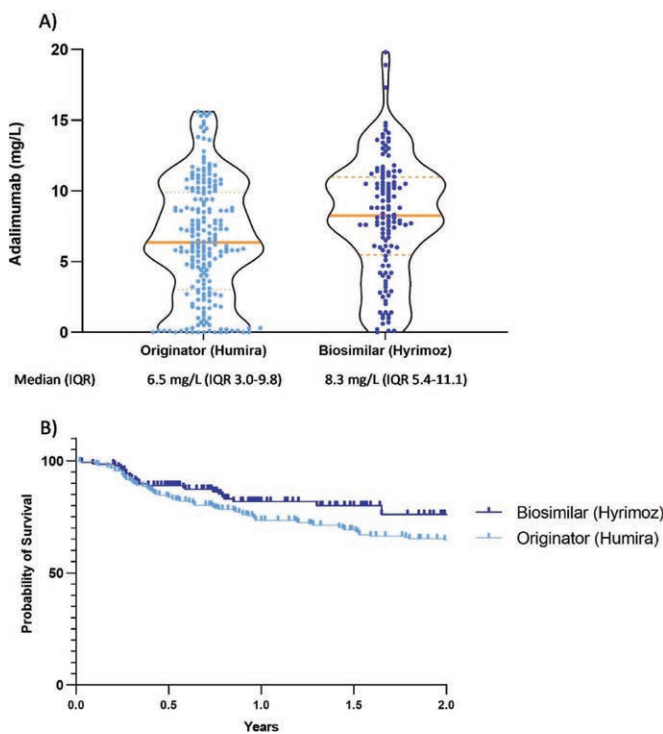 A)
20
15
10
5
0
Adalimumab (mg/L)
Originator (Humira) Biosimilar (Hyrimoz)
Median (IQR) 6.5 mg/L (IQR 3.0-9.8) 8.3 mg/L (IQR 5.4-11.1)
B)
100
50
0
Probability of Survival
0.0 0.5 1.0 1.5 2.0
Years
Biosimilar (Hyrimoz)
Originator (Humira)